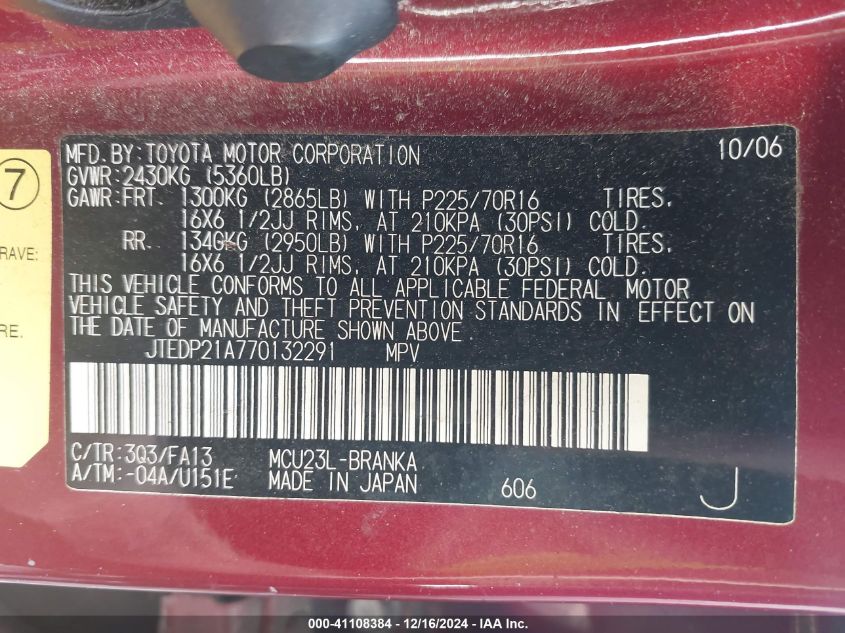 MFD.BY:TOYOTA MOTOR CORPORATION 10/06
GVWR:2430KG (5360LB)
GAWR:FRT. 1300KG (2865LB) WITH P225/70R16 TIRES,
16X6 1/2JJ RIMS, AT 210KPA (30PSI) COLD.
RR. 1340KG (2950LB) WITH P225/70R16 TIRES,
16X6 1/2JJ RIMS, AT 210KPA (30PSI) COLD.
THIS VEHICLE CONFORMS TO ALL APPLICABLE FEDERAL MOTOR
VEHICLE SAFETY AND THEFT PREVENTION STANDARDS IN EFFECT ON
THE DATE OF MANUFACTURE SHOWN ABOVE.
JTEDP21A770132291 MPV
C/TR:3Q3/FA13 MCU23L-BRANKA
A/TM:-04A/U151E MADE IN JAPAN 606 J
7
RAVE:
RE.
000-41108384 - 12/16/2024 - IAA Inc.